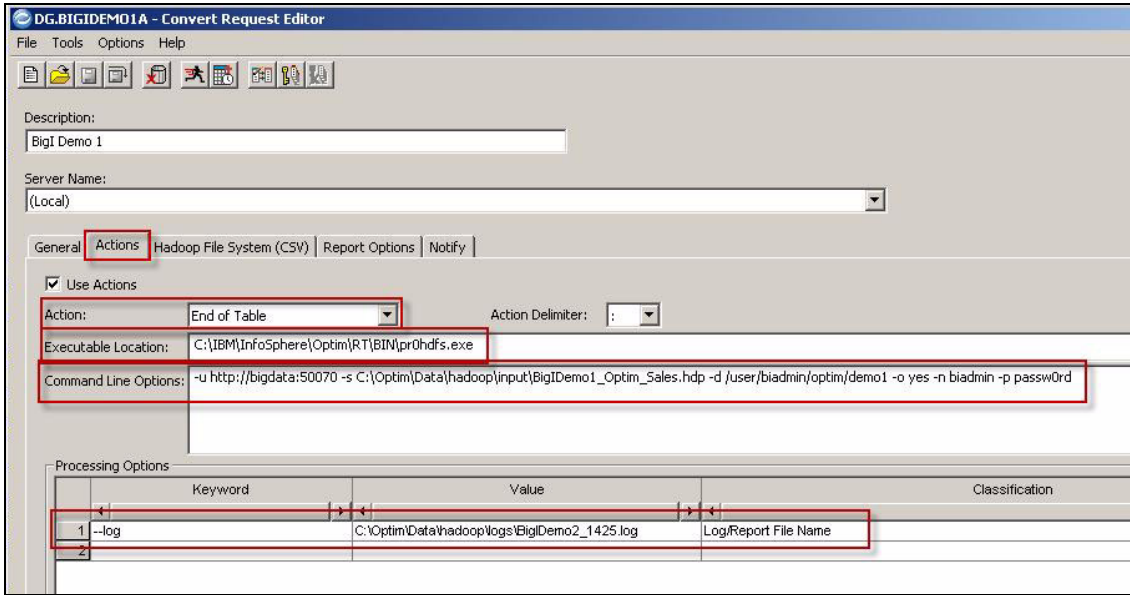 DG.BIGIDEMO1A - Convert Request Editor
File Tools Options Help
Description:
BigI Demo 1
Server Name:
(Local)
General Actions Hadoop File System (CSV) Report Options Notify
Use Actions
Action: End of Table Action Delimiter: :
Executable Location: C:\IBM\InfoSphere\Optim\RT\BIN\pr0hdfs.exe
Command Line Options: -u http://bigdata:50070 -s C:\Optim\Data\hadoop\input\BigIDemo1_Optim_Sales.hdp -d /user/biadmin/optim/demo1 -o yes -n biadmin -p passw0rd
Processing Options
Keyword Value Classification
1 --log C:\Optim\Data\hadoop\logs\BigIDemo2_1425.log Log/Report File Name
2